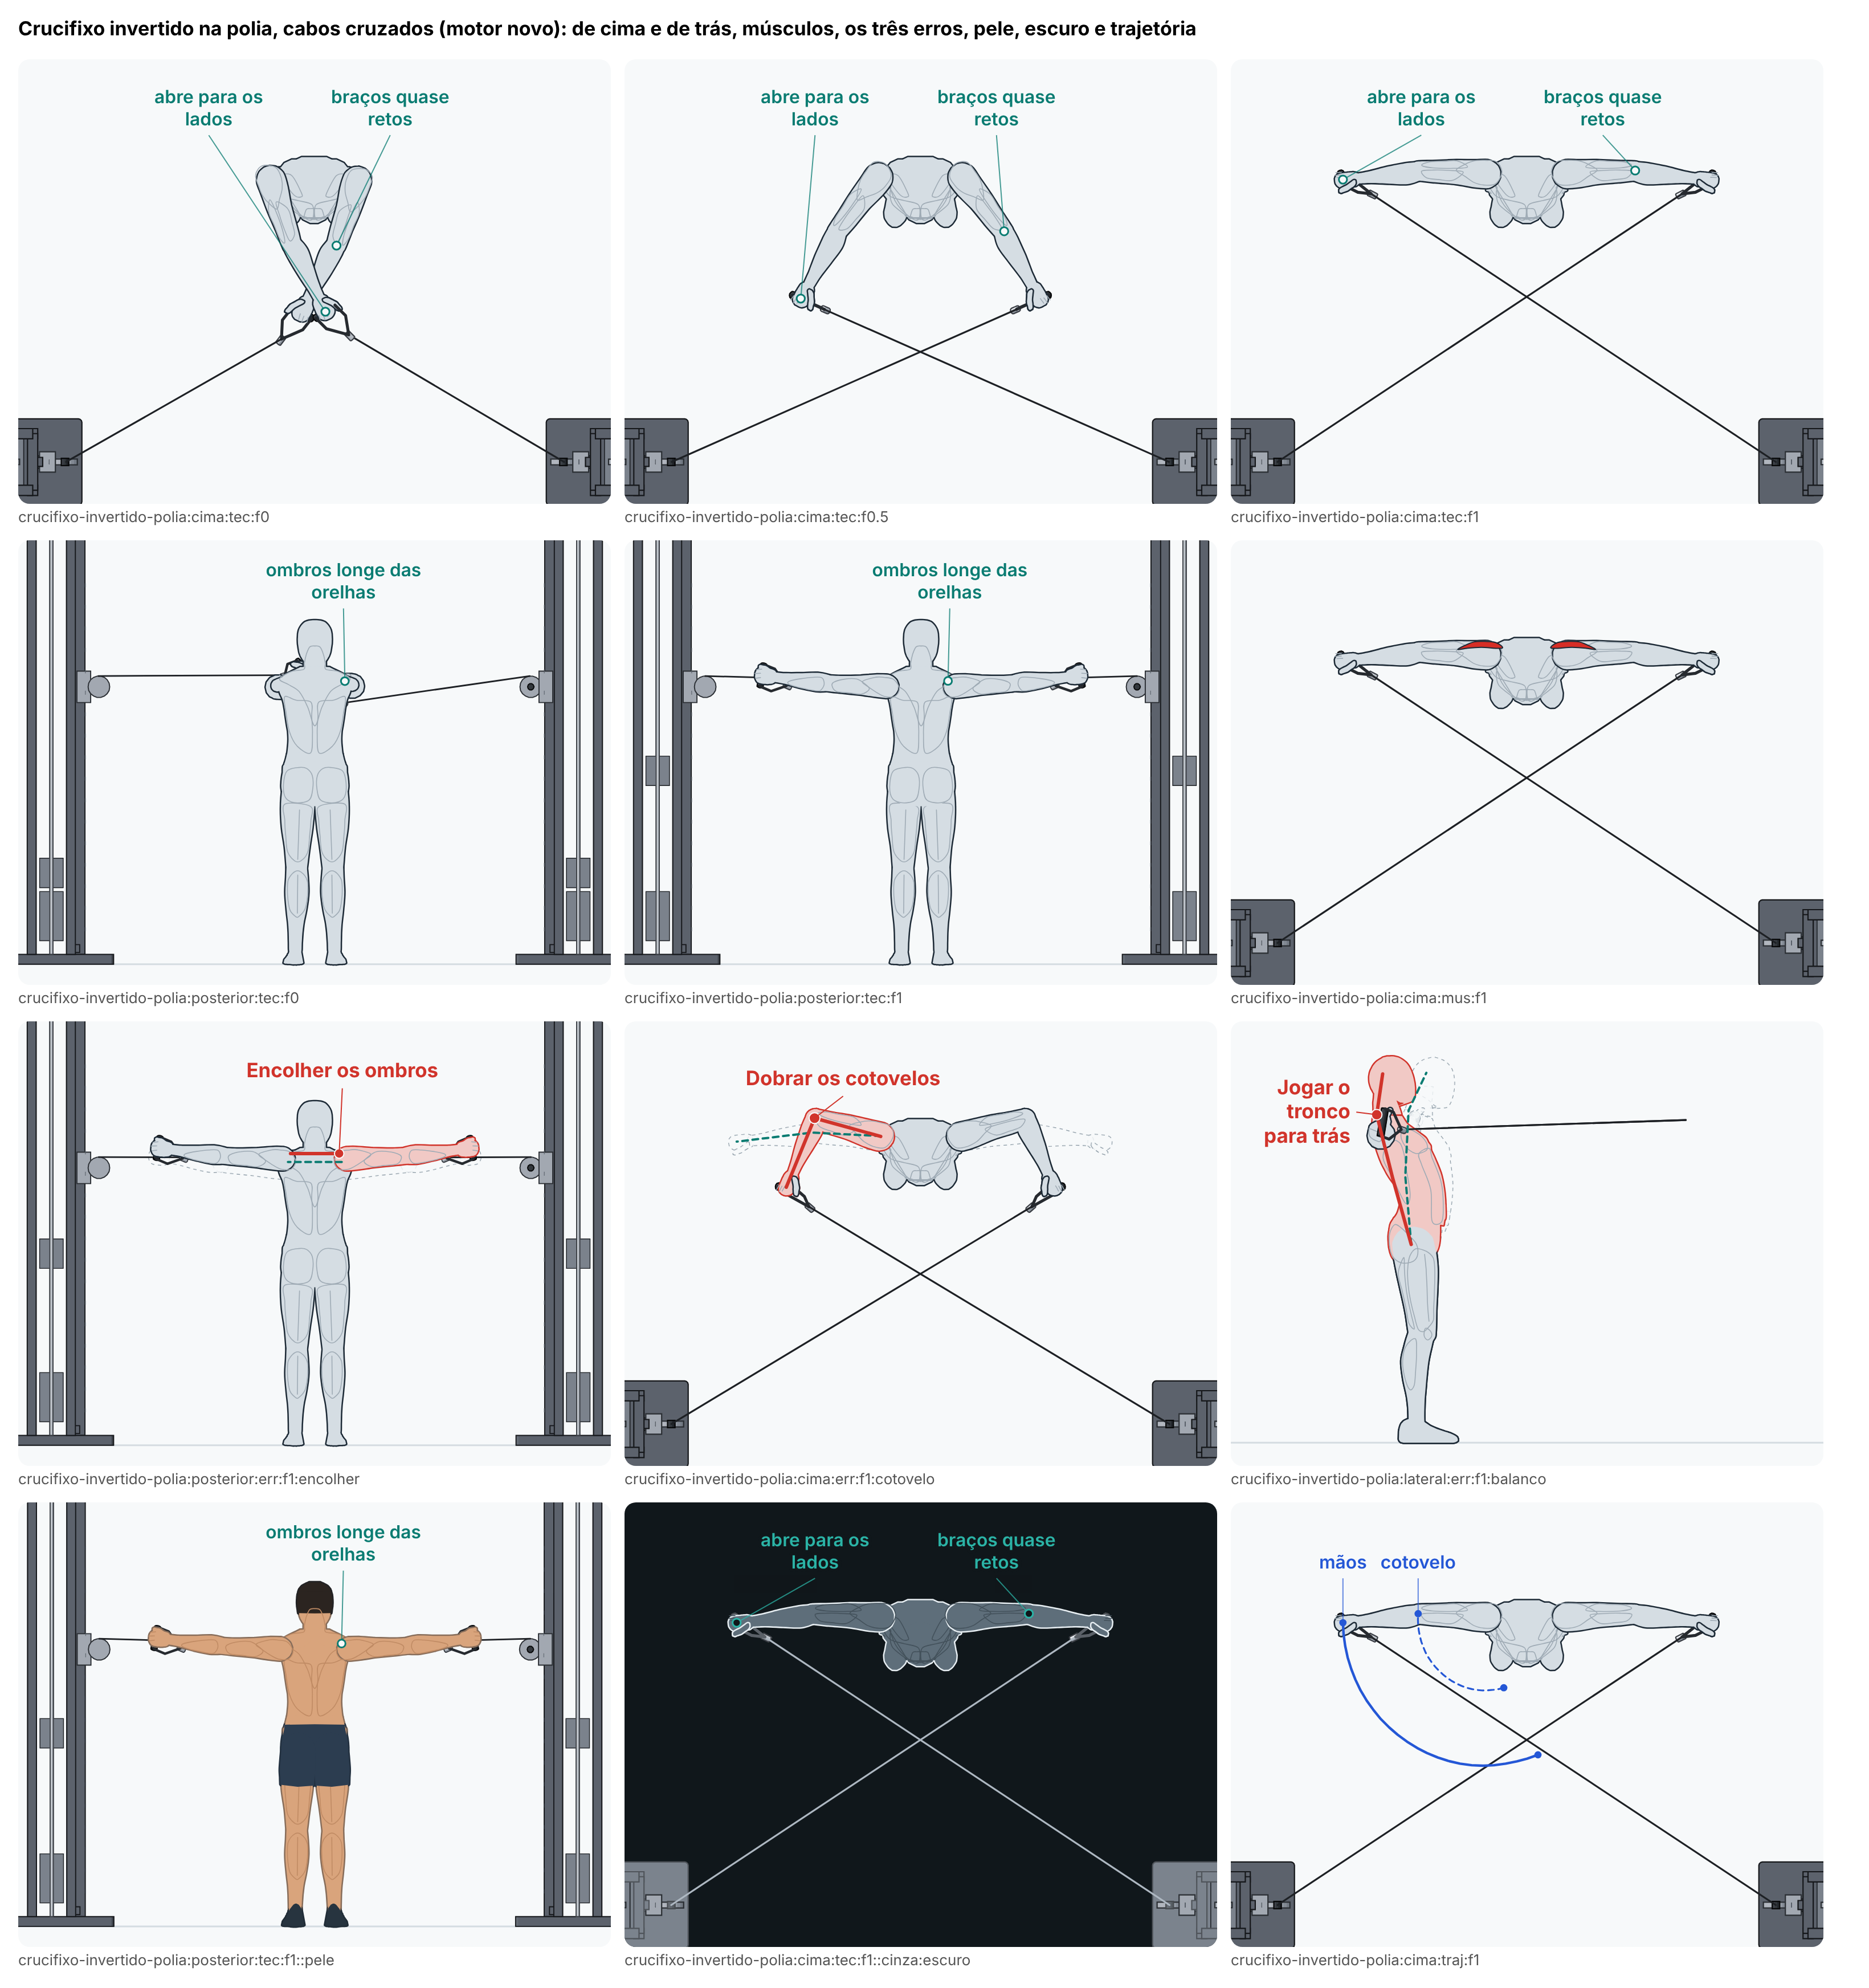 Crucifixo invertido na polia, cabos cruzados (motor novo): de cima e de trás, músculos, os três erros, pele, escuro e trajetória
abre para os
lados
braços quase
retos
crucifixo-invertido-polia:cima:tec:f0
abre para os
lados
braços quase
retos
crucifixo-invertido-polia:cima:tec:f0.5
abre para os
lados
braços quase
retos
crucifixo-invertido-polia:cima:tec:f1
ombros longe das
orelhas
crucifixo-invertido-polia:posterior:tec:f0
ombros longe das
orelhas
crucifixo-invertido-polia:posterior:tec:f1
crucifixo-invertido-polia:cima:mus:f1
Encolher os ombros
crucifixo-invertido-polia:posterior:err:f1:encolher
Dobrar os cotovelos
crucifixo-invertido-polia:cima:err:f1:cotovelo
Jogar o
tronco
para trás
crucifixo-invertido-polia:lateral:err:f1:balanco
ombros longe das
orelhas
crucifixo-invertido-polia:posterior:tec:f1::pele
abre para os
lados
braços quase
retos
crucifixo-invertido-polia:cima:tec:f1::cinza:escuro
mãos
cotovelo
crucifixo-invertido-polia:cima:traj:f1